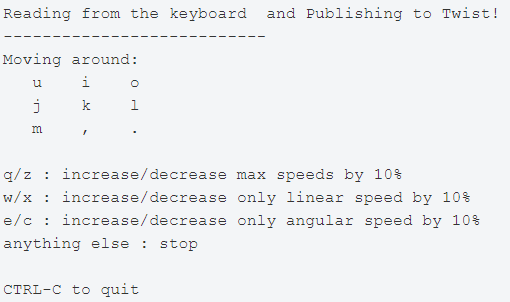 Reading from the keyboard  and Publishing to Twist!
---------------------------
Moving around:
   u    i    o
   j    k    l
   m    ,    .

q/z : increase/decrease max speeds by 10%
w/x : increase/decrease only linear speed by 10%
e/c : increase/decrease only angular speed by 10%
anything else : stop

CTRL-C to quit